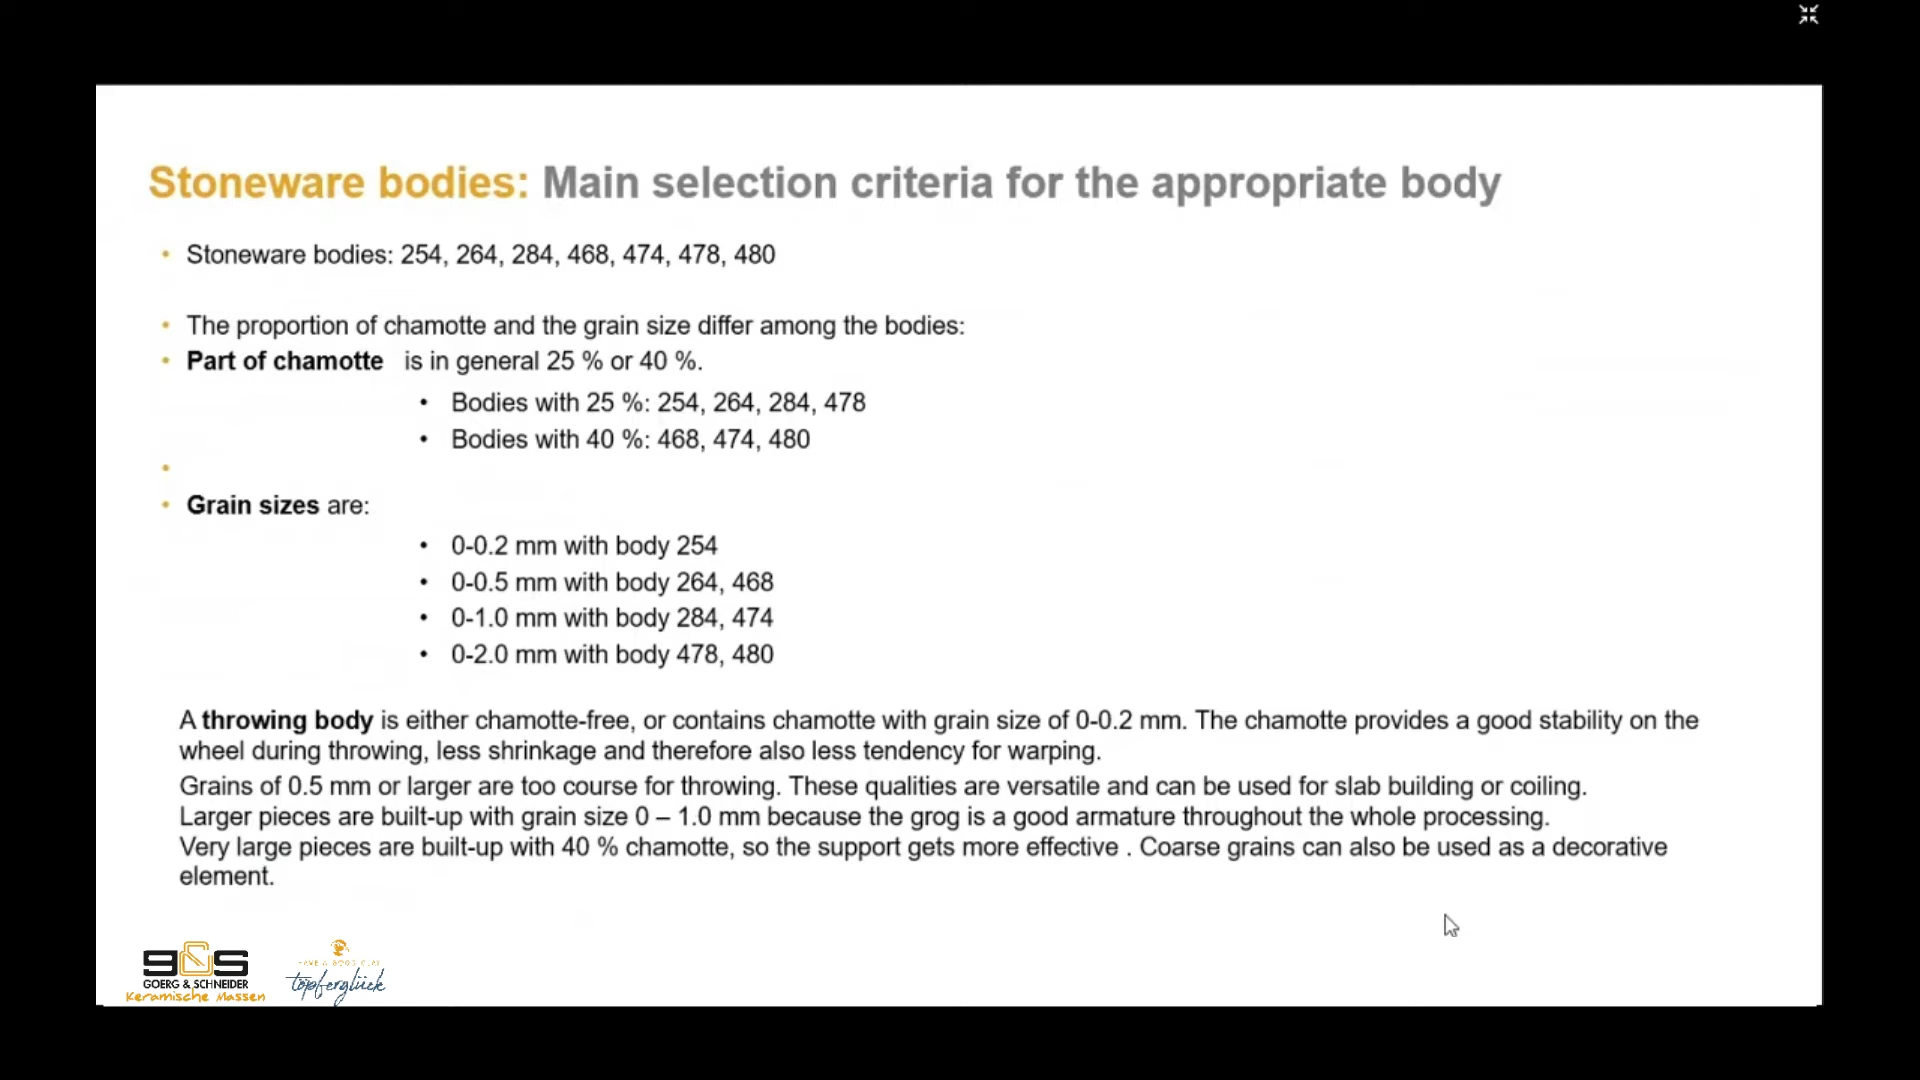 Stoneware bodies: Main selection criteria for the appropriate body
• Stoneware bodies: 254, 264, 284, 468, 474, 478, 480
• The proportion of chamotte and the grain size differ among the bodies:
• Part of chamotte is in general 25 % or 40 %.
• Bodies with 25 %: 254, 264, 284, 478
• Bodies with 40 %: 468, 474, 480
•
• Grain sizes are:
• 0-0.2 mm with body 254
• 0-0.5 mm with body 264, 468
• 0-1.0 mm with body 284, 474
• 0-2.0 mm with body 478, 480
A throwing body is either chamotte-free, or contains chamotte with grain size of 0-0.2 mm. The chamotte provides a good stability on the
wheel during throwing, less shrinkage and therefore also less tendency for warping.
Grains of 0.5 mm or larger are too course for throwing. These qualities are versatile and can be used for slab building or coiling.
Larger pieces are built-up with grain size 0 – 1.0 mm because the grog is a good armature throughout the whole processing.
Very large pieces are built-up with 40 % chamotte, so the support gets more effective . Coarse grains can also be used as a decorative
element.
g&s
GOERG & SCHNEIDER
Keramische Massen
HAVE A GOOD CLAY
töpferglück